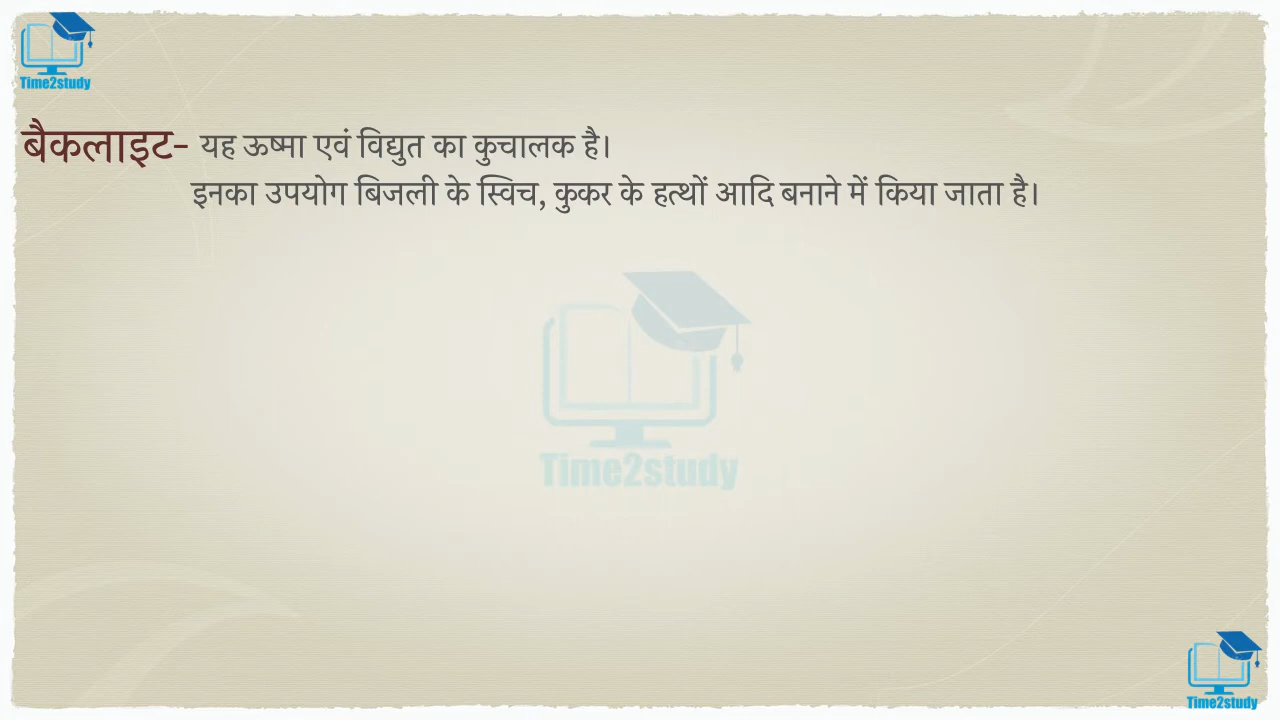 Time2study
बैकलाइट- यह ऊष्मा एवं विद्युत का कुचालक है।
इनका उपयोग बिजली के स्विच, कुकर के हत्थों आदि बनाने में किया जाता है।
Time2study
Time2study